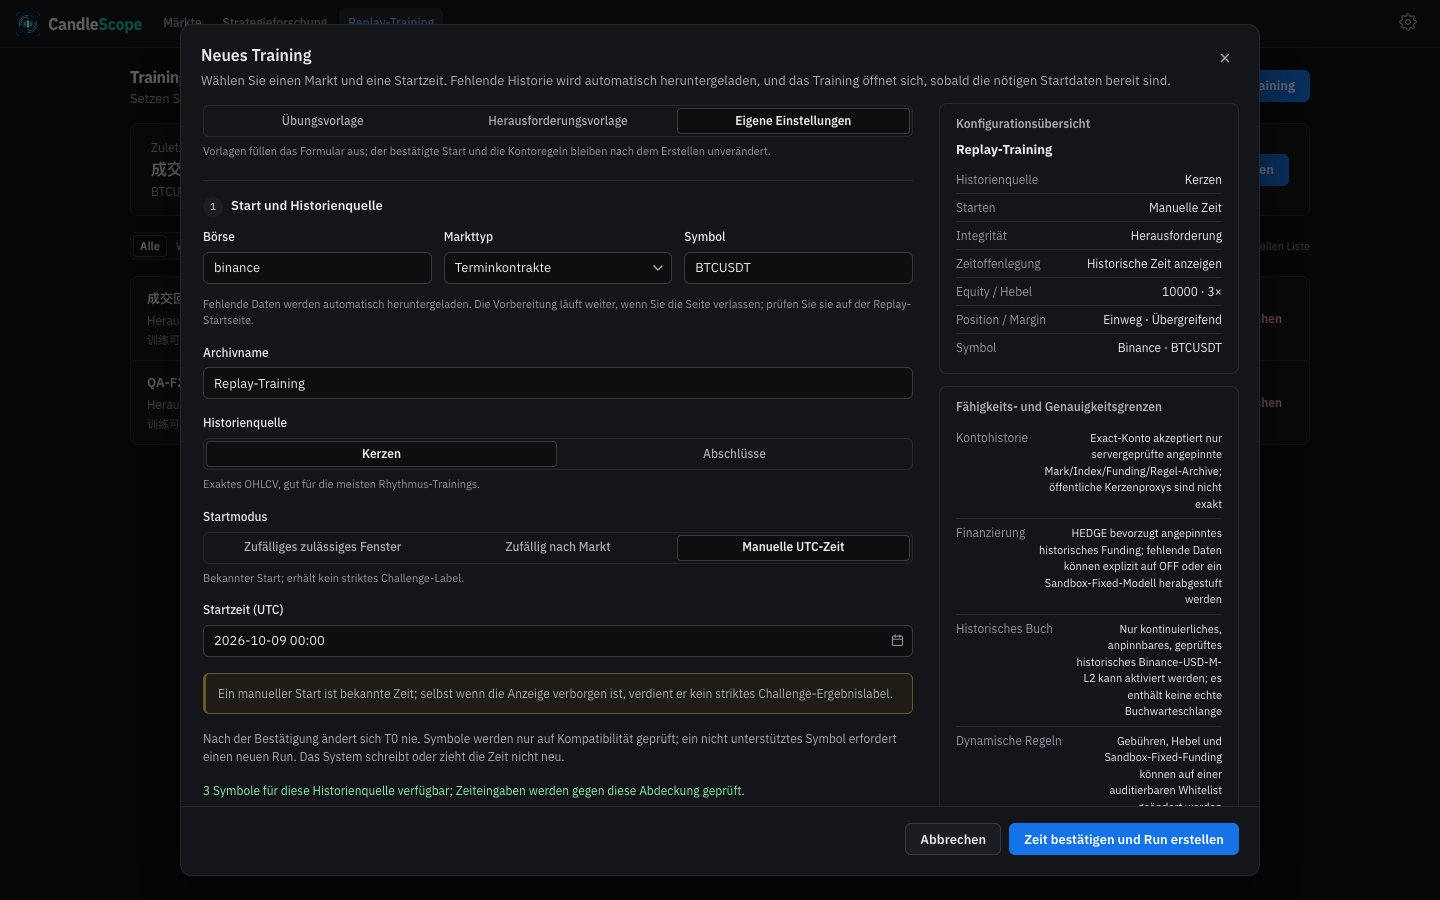 CandleScope
Märkte
Strategieforschung
Replay-Training
Neues Training
Wählen Sie einen Markt und eine Startzeit. Fehlende Historie wird automatisch heruntergeladen, und das Training öffnet sich, sobald die nötigen Startdaten bereit sind.
Übungsvorlage
Herausforderungsvorlage
Eigene Einstellungen
Vorlagen füllen das Formular aus; der bestätigte Start und die Kontoregeln bleiben nach dem Erstellen unverändert.
1 Start und Historienquelle
Börse
Markttyp
Symbol
binance
Terminkontrakte
BTCUSDT
Fehlende Daten werden automatisch heruntergeladen. Die Vorbereitung läuft weiter, wenn Sie die Seite verlassen; prüfen Sie sie auf der Replay-
Startseite.
Archivname
Replay-Training
Historienquelle
Kerzen
Abschlüsse
Exaktes OHLCV, gut für die meisten Rhythmus-Trainings.
Startmodus
Zufälliges zulässiges Fenster
Zufällig nach Markt
Manuelle UTC-Zeit
Bekannter Start; erhält kein striktes Challenge-Label.
Startzeit (UTC)
2026-10-09 00:00
Ein manueller Start ist bekannte Zeit; selbst wenn die Anzeige verborgen ist, verdient er kein striktes Challenge-Ergebnislabel.
Nach der Bestätigung ändert sich T0 nie. Symbole werden nur auf Kompatibilität geprüft; ein nicht unterstütztes Symbol erfordert
einen neuen Run. Das System schreibt oder zieht die Zeit nicht neu.
3 Symbole für diese Historienquelle verfügbar; Zeiteingaben werden gegen diese Abdeckung geprüft.
Konfigurationsübersicht
Replay-Training
Historienquelle Kerzen
Starten Manuelle Zeit
Integrität Herausforderung
Zeitoffenlegung Historische Zeit anzeigen
Equity / Hebel 10000 · 3×
Position / Margin Einweg · Übergreifend
Symbol Binance · BTCUSDT
Fähigkeits- und Genauigkeitsgrenzen
Kontohistorie Exact-Konto akzeptiert nur
servergeprüfte angepinnte
Mark/Index/Funding/Regel-Archive;
öffentliche Kerzenproxys sind nicht
exakt
Finanzierung HEDGE bevorzugt angepinntes
historisches Funding; fehlende Daten
können explizit auf OFF oder ein
Sandbox-Fixed-Modell herabgestuft
werden
Historisches Buch Nur kontinuierliches,
anpinnbares, geprüftes
historisches Binance-USD-M-
L2 kann aktiviert werden; es
enthält keine echte
Buchwarteschlange
Dynamische Regeln Gebühren, Hebel und
Sandbox-Fixed-Funding
können auf einer
auditierbaren Whitelist
Abbrechen
Zeit bestätigen und Run erstellen
Alle